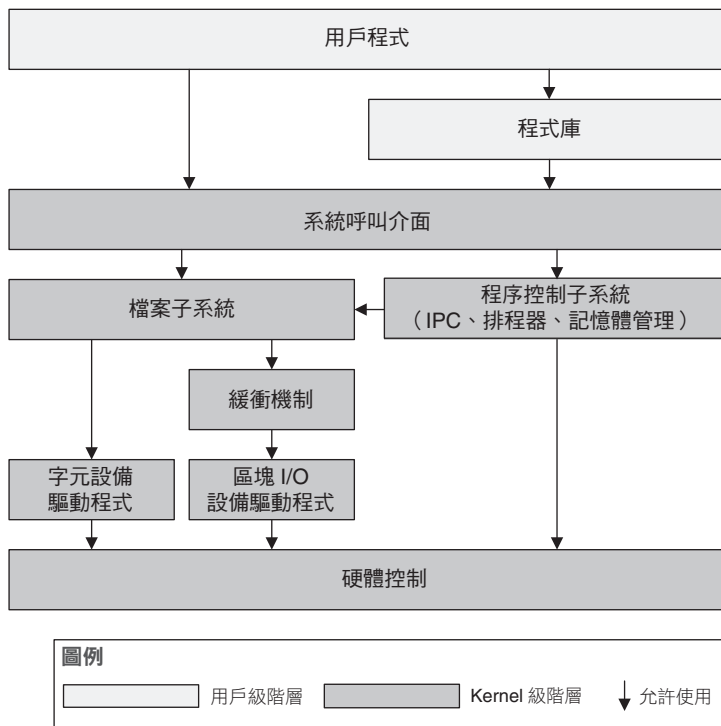 用戶程式
程式庫
系統呼叫介面
檔案子系統
程序控制子系統
（IPC、排程器、記憶體管理）
緩衝機制
字元設備
驅動程式
區塊 I/O
設備驅動程式
硬體控制
圖例
用戶級階層
Kernel 級階層
允許使用